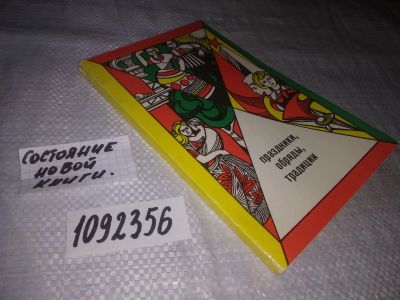 СОСТОЯНИЕ
НОВОЙ
КНИГИ.
1092356
праздники,
обряды,
традиции